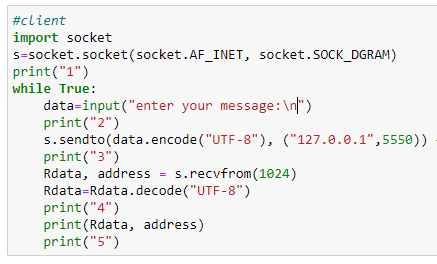 #client
import socket
s=socket.socket(socket.AF_INET, socket.SOCK_DGRAM)
print("1")
while True:
    data=input("enter your message:\n")
    print("2")
    s.sendto(data.encode("UTF-8"), ("127.0.0.1",5550))
    print("3")
    Rdata, address = s.recvfrom(1024)
    Rdata=Rdata.decode("UTF-8")
    print("4")
    print(Rdata, address)
    print("5")